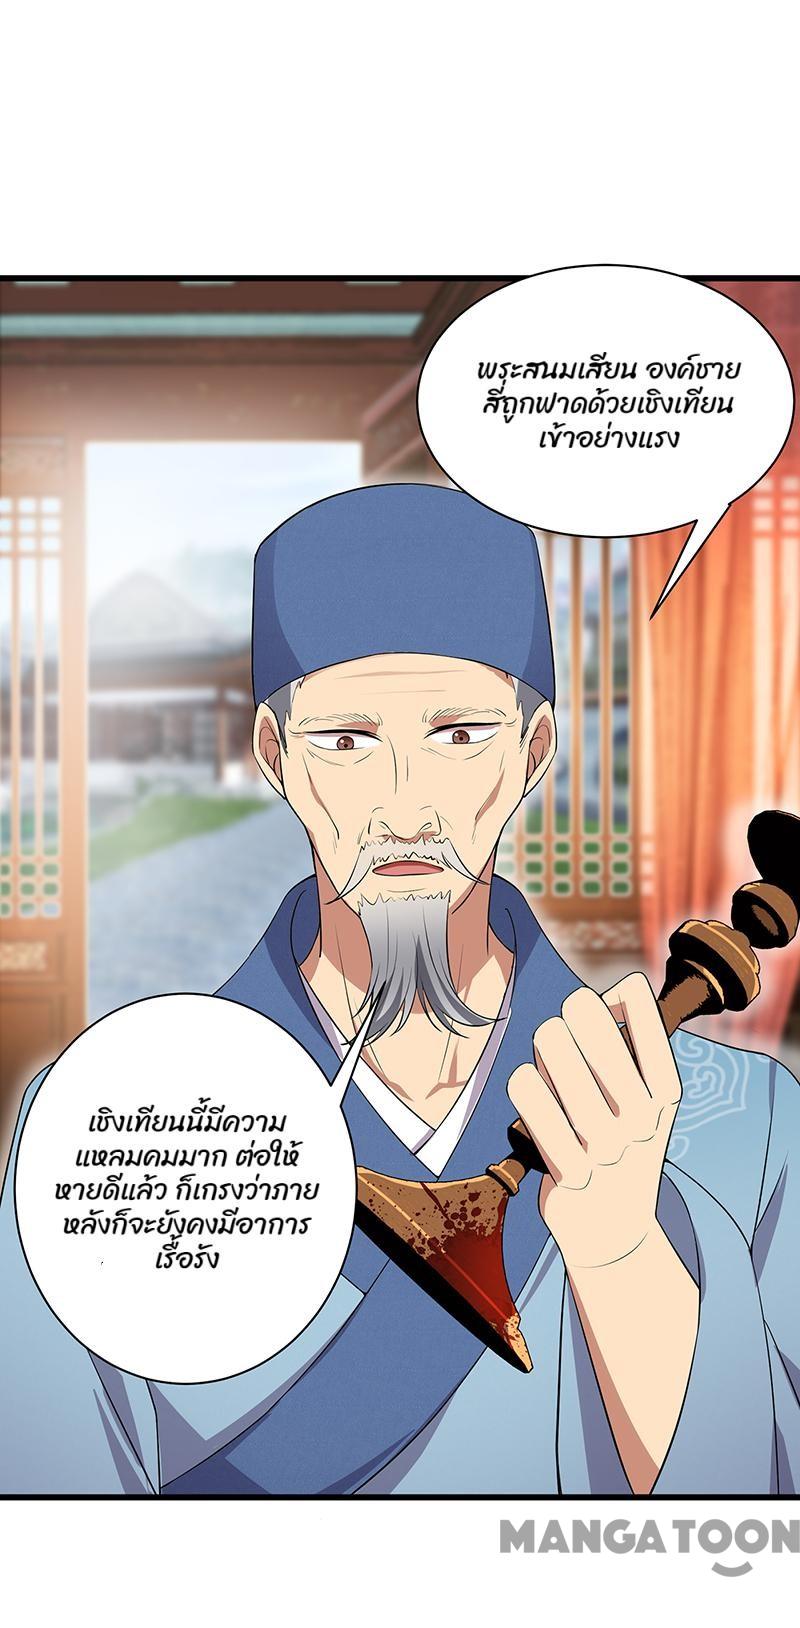 พระสนมเสียน องค์ชาย
สี่ถูกฟาดด้วยเชิงเทียน
เข้าอย่างแรง
เชิงเทียนนี้มีความ
แหลมคมมาก ต่อให้
หายดีแล้ว ก็เกรงว่าภาย
หลังก็จะยังคงมีอาการ
เรื้อรัง
MANGATOON